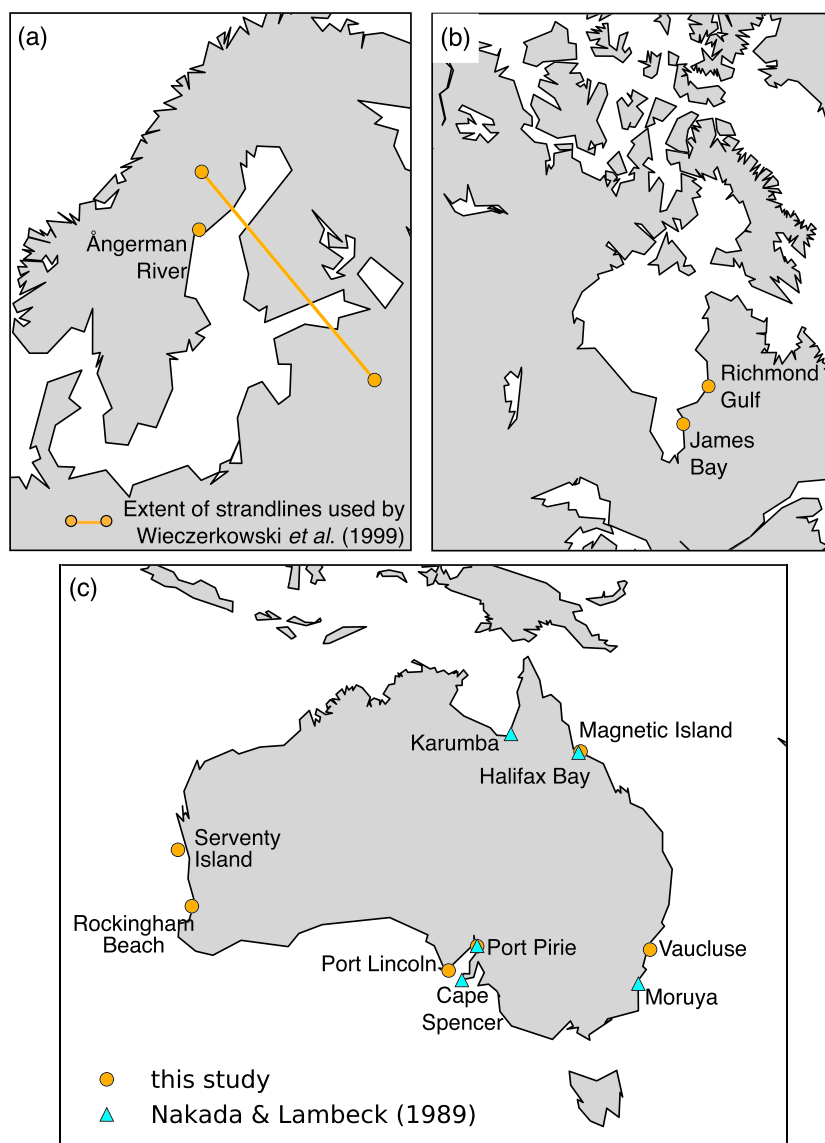 (a)
Ångerman
River
Extent of strandlines used by
Wieczerkowski et al. (1999)
(b)
Richmond
Gulf
James
Bay
(c)
Karumba
Magnetic Island
Halifax Bay
Serventy
Island
Rockingham
Beach
Port Lincoln
Port Pirie
Cape
Spencer
Vaucluse
Moruya
this study
Nakada & Lambeck (1989)